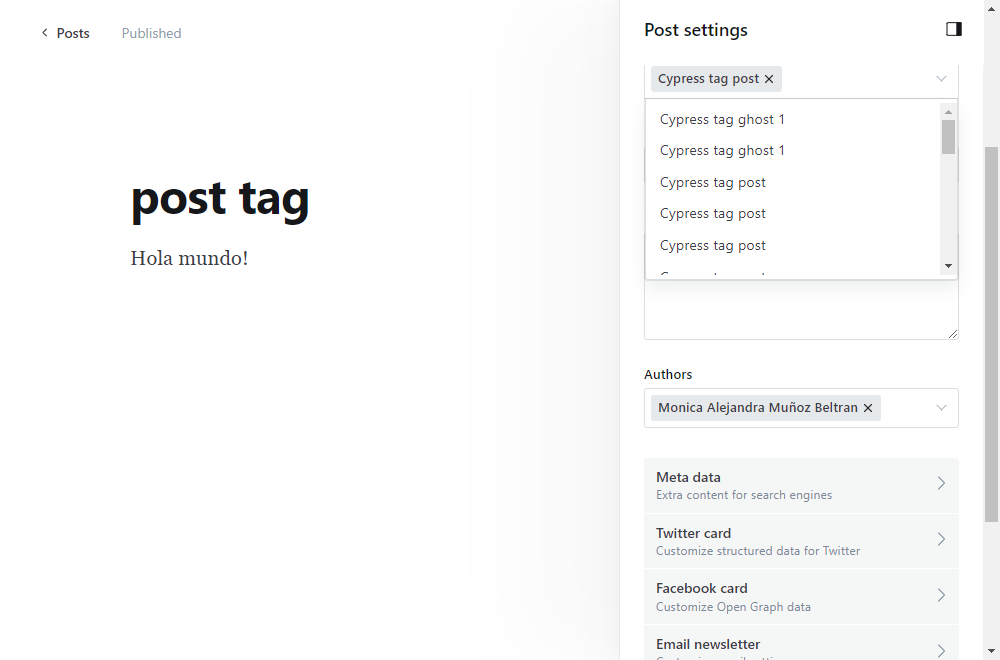 Posts
Published
post tag
Hola mundo!
Post settings
Cypress tag post
Cypress tag ghost 1
Cypress tag ghost 1
Cypress tag post
Cypress tag post
Cypress tag post
Authors
Monica Alejandra Muñoz Beltran
Meta data
Extra content for search engines
Twitter card
Customize structured data for Twitter
Facebook card
Customize Open Graph data
Email newsletter